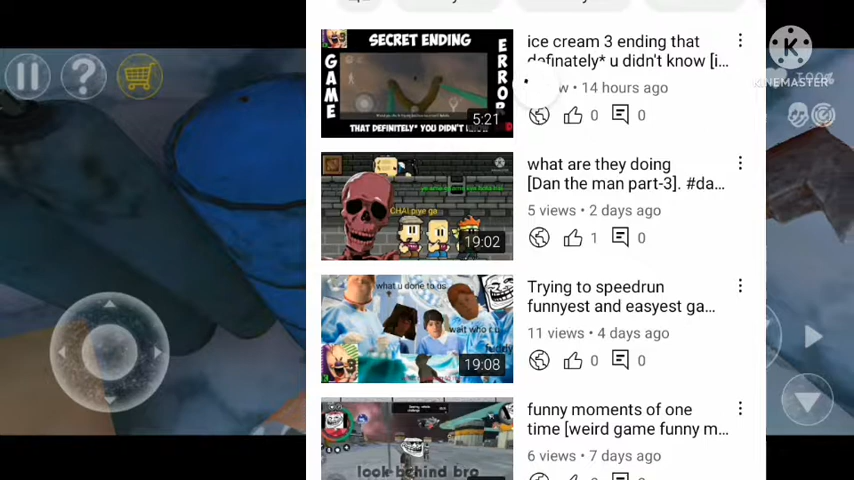 SECRET ENDING
GAME
ERROR
THAT DEFINITELY* YOU DIDN'T
5:21
ice cream 3 ending that
definately* u didn't know [i...
14 hours ago
0
0
K
KINEMASTER
100%
CHAI piye ga
19:02
what are they doing
[Dan the man part-3]. #da...
5 views • 2 days ago
1
0
what u done to us
wait who r u
19:08
Trying to speedrun
funnyest and easyest ga...
11 views • 4 days ago
0
0
look behind bro
funny moments of one
time [weird game funny m...
6 views • 7 days ago
?